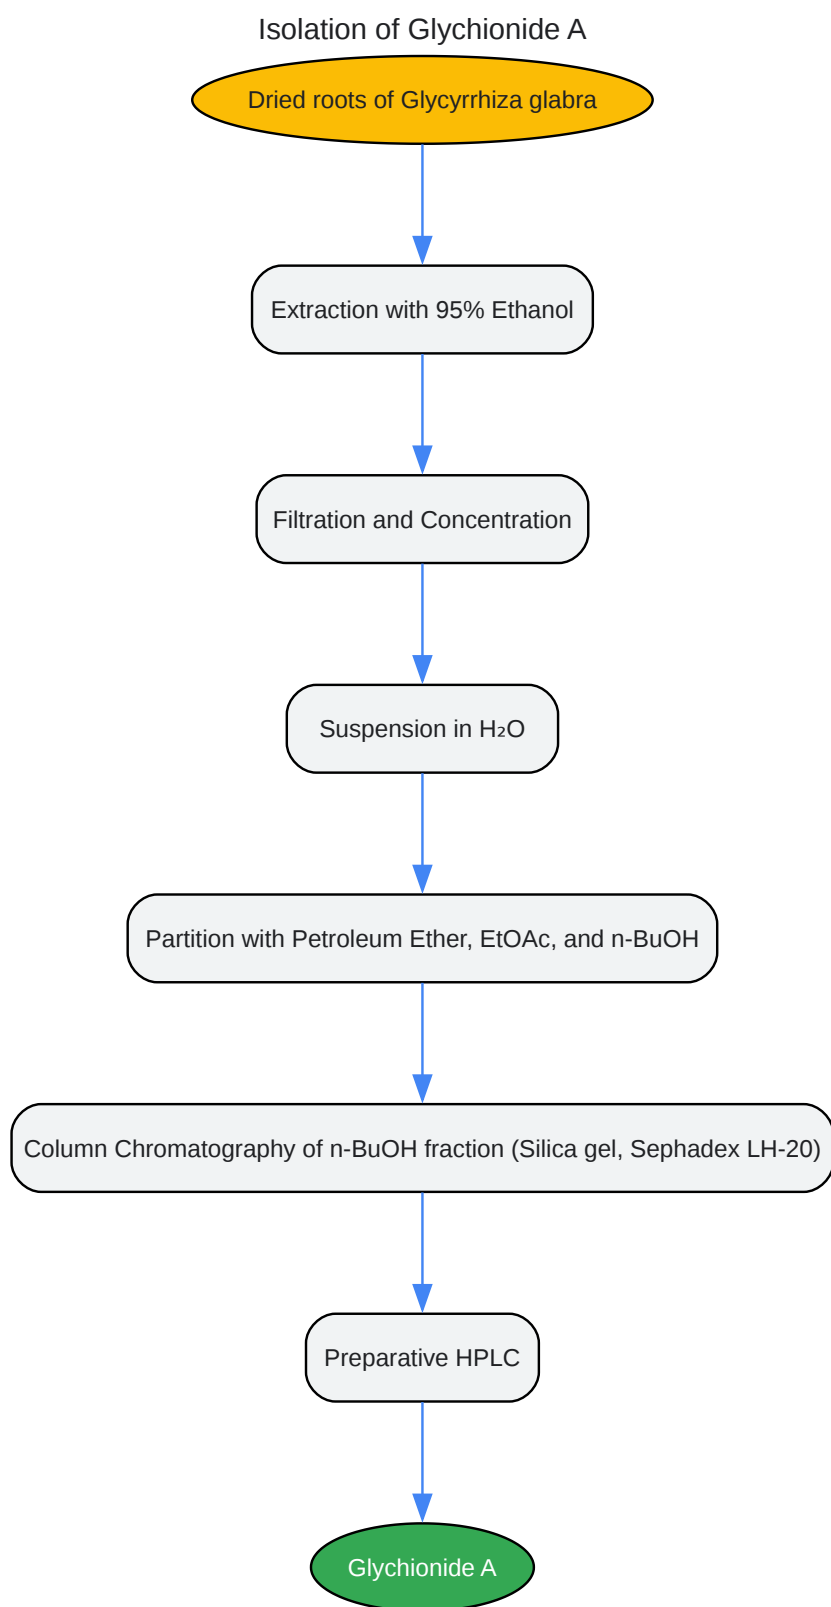 Isolation of Glychionide A
Dried roots of Glycyrrhiza glabra
Extraction with 95% Ethanol
Filtration and Concentration
Suspension in H₂O
Partition with Petroleum Ether, EtOAc, and n-BuOH
Column Chromatography of n-BuOH fraction (Silica gel, Sephadex LH-20)
Preparative HPLC
Glychionide A